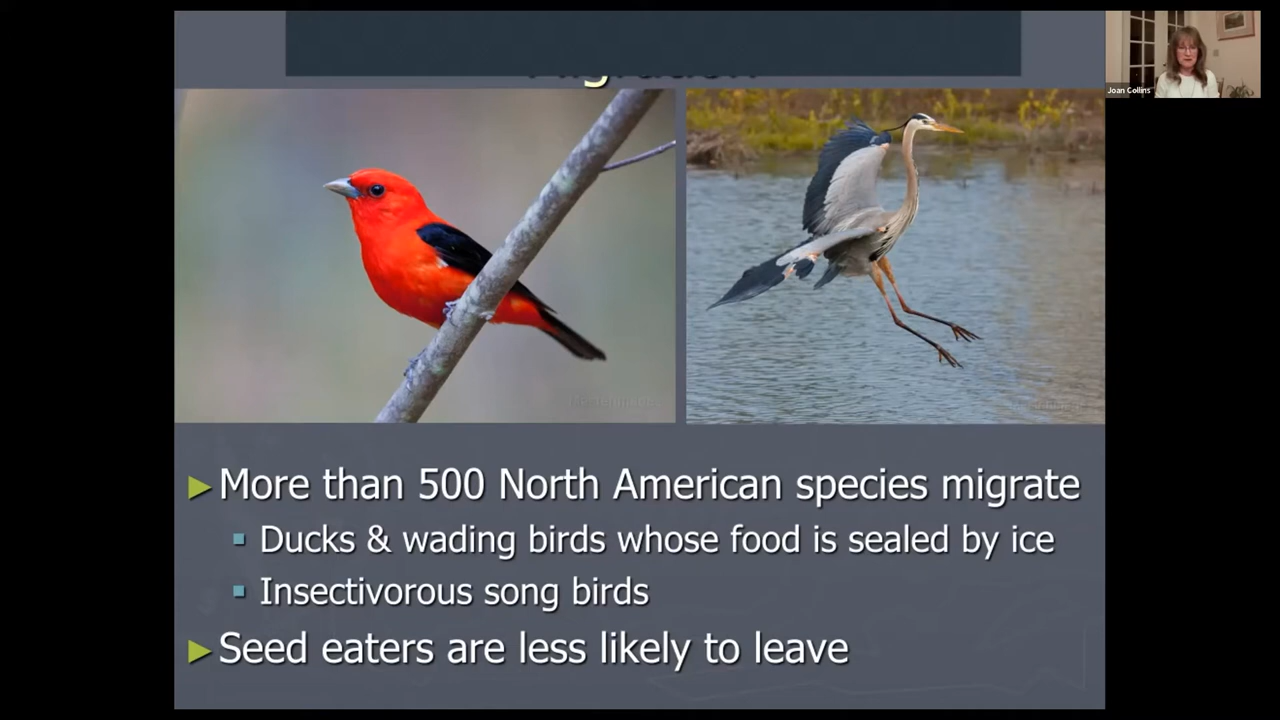 Joan Collins
More than 500 North American species migrate
Ducks & wading birds whose food is sealed by ice
Insectivorous song birds
Seed eaters are less likely to leave